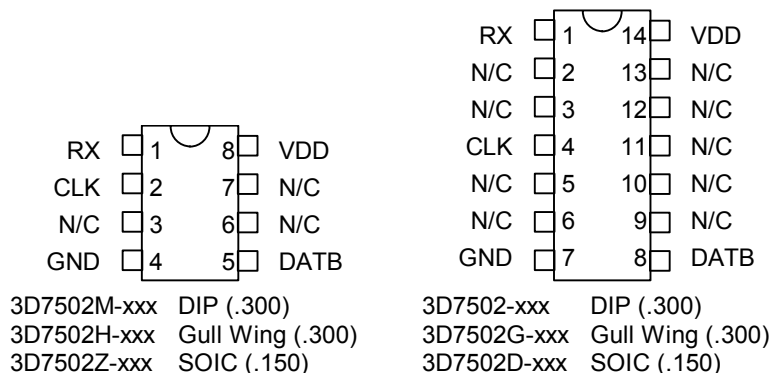 RX 1 8 VDD
CLK 2 7 N/C
N/C 3 6 N/C
GND 4 5 DATB
3D7502M-xxx DIP (.300)
3D7502H-xxx Gull Wing (.300)
3D7502Z-xxx SOIC (.150)
RX 1 14 VDD
N/C 2 13 N/C
N/C 3 12 N/C
CLK 4 11 N/C
N/C 5 10 N/C
N/C 6 9 N/C
GND 7 8 DATB
3D7502-xxx DIP (.300)
3D7502G-xxx Gull Wing (.300)
3D7502D-xxx SOIC (.150)